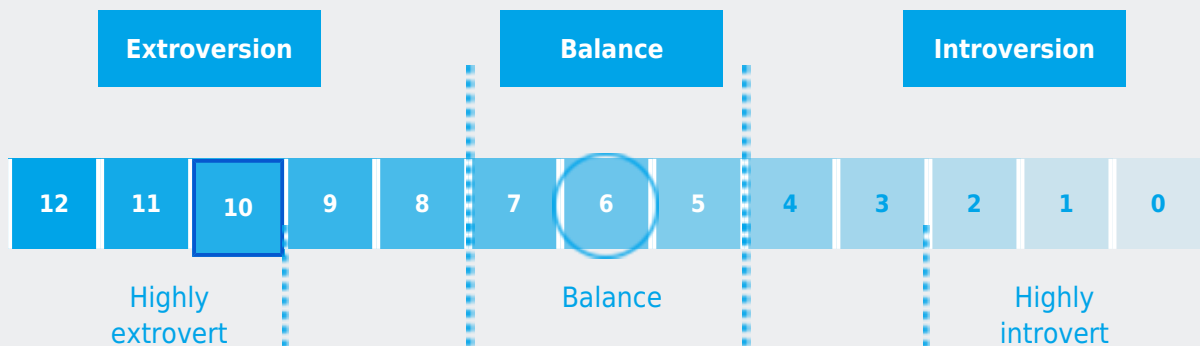 Extroversion Balance Introversion
12 11 10 9 8 7 6 5 4 3 2 1 0
Highly Balance Highly
extrovert introvert